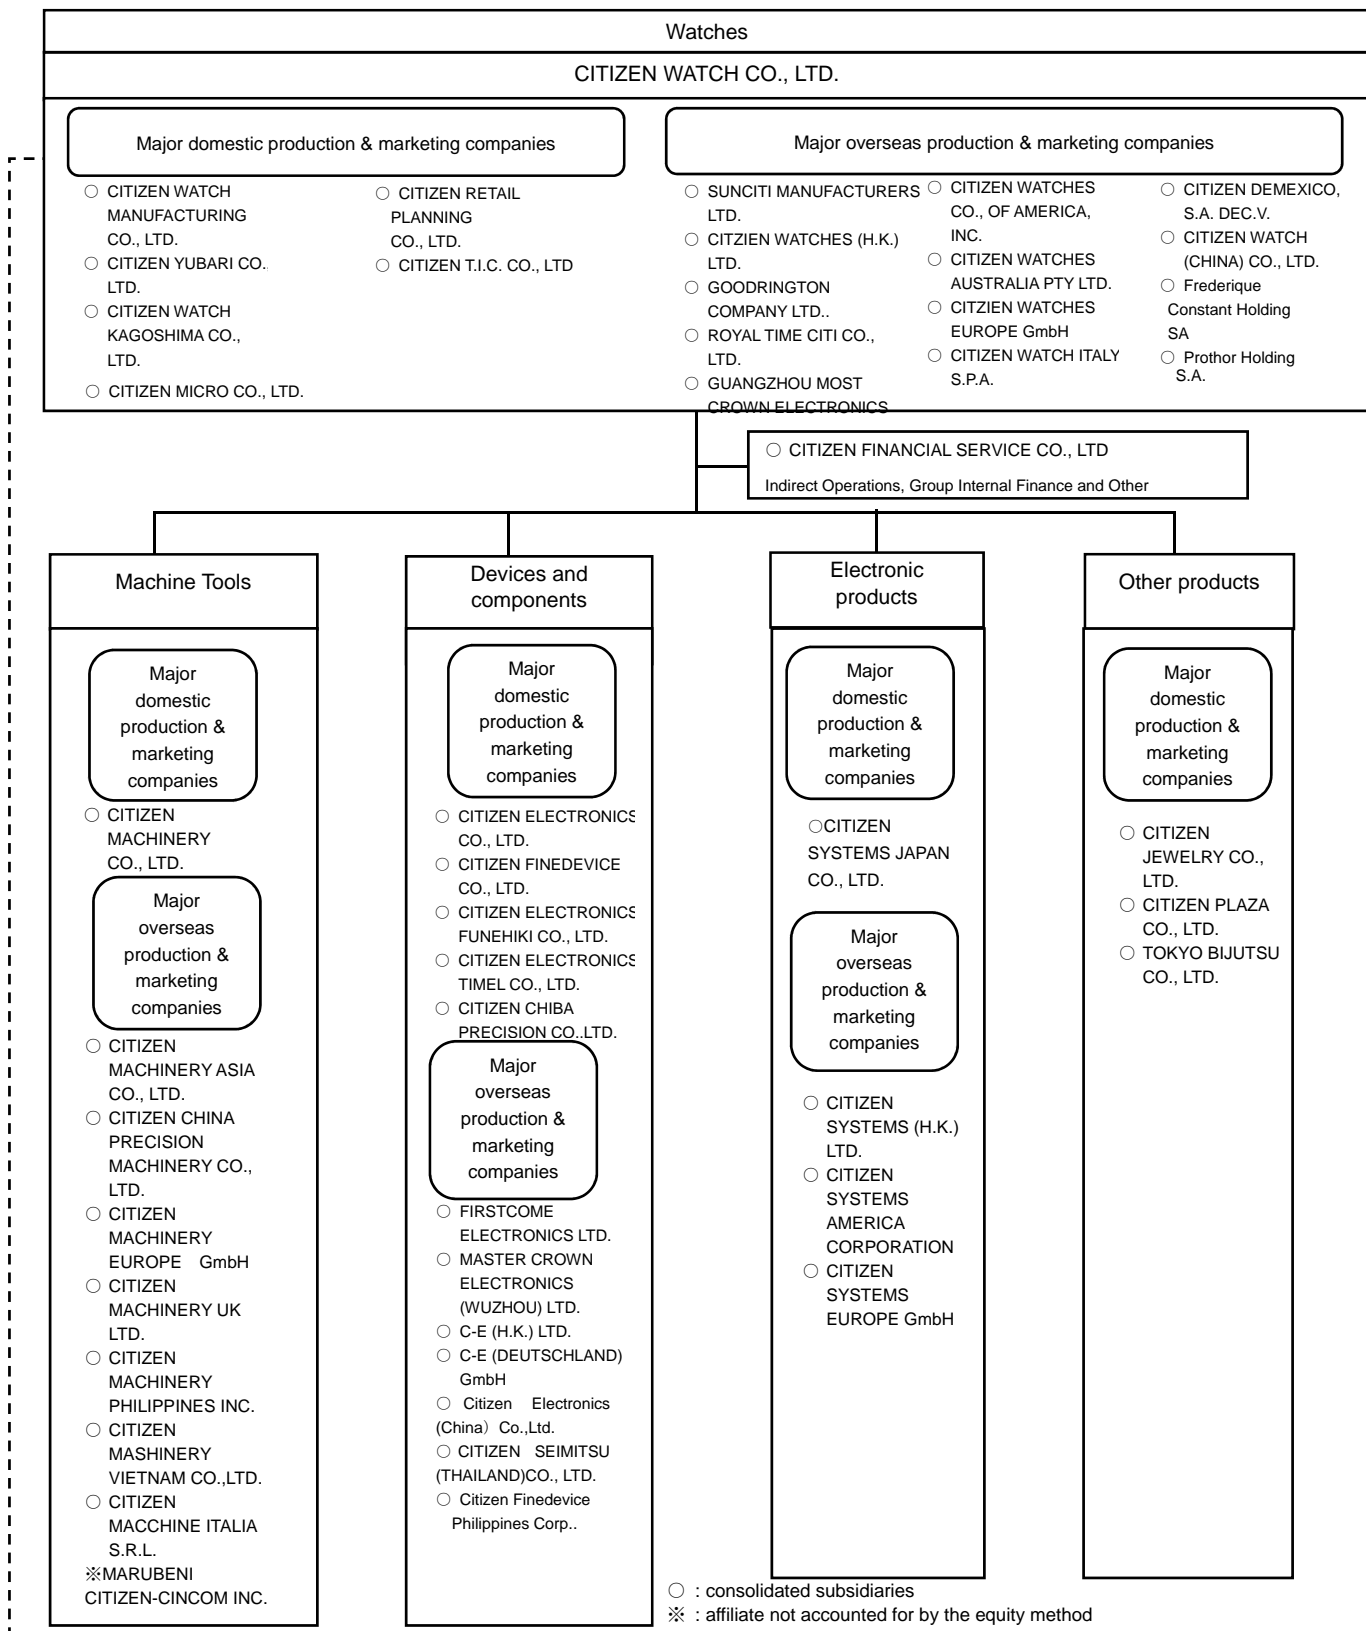 Watches
CITIZEN WATCH CO., LTD.
Major domestic production & marketing companies
○ CITIZEN WATCH
MANUFACTURING
CO., LTD.
○ CITIZEN YUBARI CO.
LTD.
○ CITIZEN WATCH
KAGOSHIMA CO.,
LTD.
○ CITIZEN MICRO CO., LTD.
○ CITIZEN RETAIL
PLANNING
CO., LTD.
○ CITIZEN T.I.C. CO., LTD
Major overseas production & marketing companies
○ SUNCITI MANUFACTURERS
LTD.
○ CITZIEN WATCHES (H.K.)
LTD.
○ GOODRINGTON
COMPANY LTD..
○ ROYAL TIME CITI CO.,
LTD.
○ GUANGZHOU MOST
CROWN ELECTRONICS
○ CITIZEN WATCHES
CO., OF AMERICA,
INC.
○ CITIZEN WATCHES
AUSTRALIA PTY LTD.
○ CITZIEN WATCHES
EUROPE GmbH
○ CITIZEN WATCH ITALY
S.P.A.
○ CITIZEN DEMEXICO,
S.A. DEC.V.
○ CITIZEN WATCH
(CHINA) CO., LTD.
○ Frederique
Constant Holding
SA
○ Prothor Holding
S.A.
○ CITIZEN FINANCIAL SERVICE CO., LTD
Indirect Operations, Group Internal Finance and Other
Machine Tools
Major
domestic
production &
marketing
companies
○ CITIZEN
MACHINERY
CO., LTD.
Major
overseas
production &
marketing
companies
○ CITIZEN
MACHINERY ASIA
CO., LTD.
○ CITIZEN CHINA
PRECISION
MACHINERY CO.,
LTD.
○ CITIZEN
MACHINERY
EUROPE GmbH
○ CITIZEN
MACHINERY UK
LTD.
○ CITIZEN
MACHINERY
PHILIPPINES INC.
○ CITIZEN
MASHINERY
VIETNAM CO.,LTD.
○ CITIZEN
MACCHINE ITALIA
S.R.L.
※MARUBENI
CITIZEN-CINCOM INC.
Devices and
components
Major
domestic
production &
marketing
companies
○ CITIZEN ELECTRONICS
CO., LTD.
○ CITIZEN FINEDEVICE
CO., LTD.
○ CITIZEN ELECTRONICS
FUNEHIKI CO., LTD.
○ CITIZEN ELECTRONICS
TIMEL CO., LTD.
○ CITIZEN CHIBA
PRECISION CO..LTD.
Major
overseas
production &
marketing
companies
○ FIRSTCOME
ELECTRONICS LTD.
○ MASTER CROWN
ELECTRONICS
(WUZHOU) LTD.
○ C-E (H.K.) LTD.
○ C-E (DEUTSCHLAND)
GmbH
○ Citizen Electronics
(China）Co.,Ltd.
○ CITIZEN SEIMITSU
(THAILAND)CO., LTD.
○ Citizen Finedevice
Philippines Corp..
Electronic
products
Major
domestic
production &
marketing
companies
○CITIZEN
SYSTEMS JAPAN
CO., LTD.
Major
overseas
production &
marketing
companies
○ CITIZEN
SYSTEMS (H.K.)
LTD.
○ CITIZEN
SYSTEMS
AMERICA
CORPORATION
○ CITIZEN
SYSTEMS
EUROPE GmbH
Other products
Major
domestic
production &
marketing
companies
○ CITIZEN
JEWELRY CO.,
LTD.
○ CITIZEN PLAZA
CO., LTD.
○ TOKYO BIJUTSU
CO., LTD.
○ : consolidated subsidiaries
※ : affiliate not accounted for by the equity method